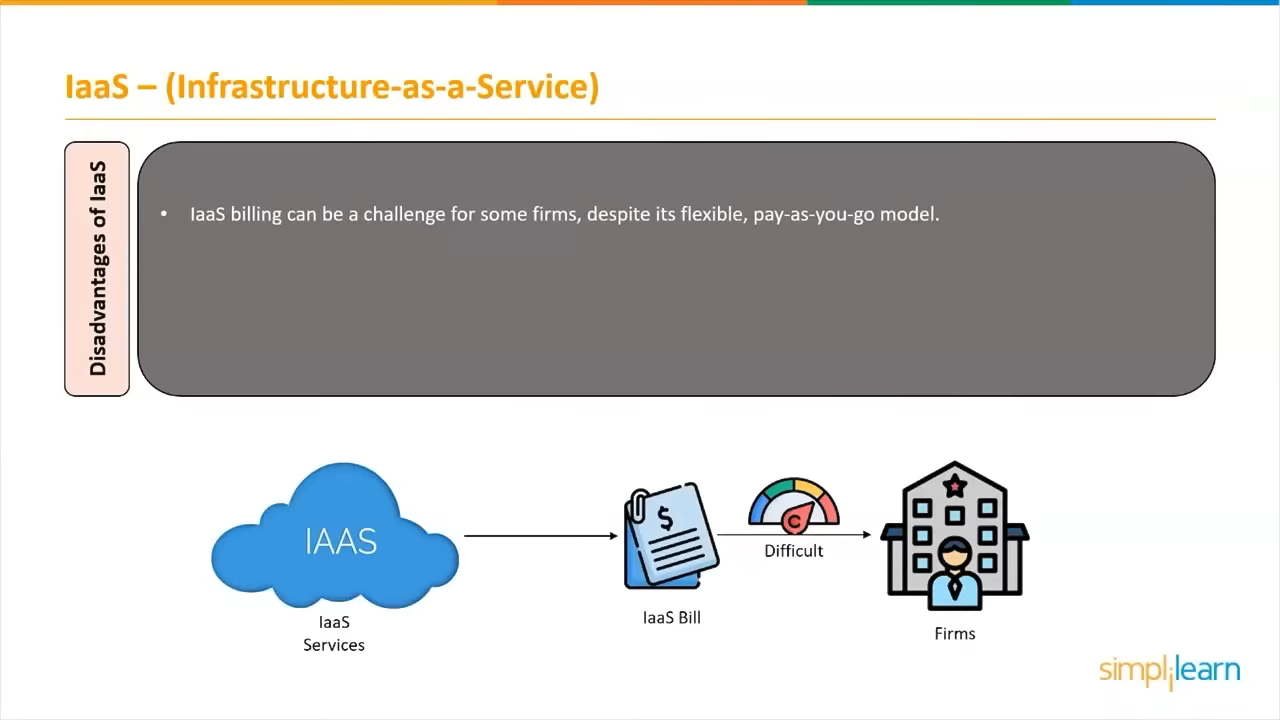 IaaS – (Infrastructure-as-a-Service)
Disadvantages of IaaS
• IaaS billing can be a challenge for some firms, despite its flexible, pay-as-you-go model.
IAAS
$
C
Difficult
IaaS
Services
IaaS Bill
Firms
simplilearn